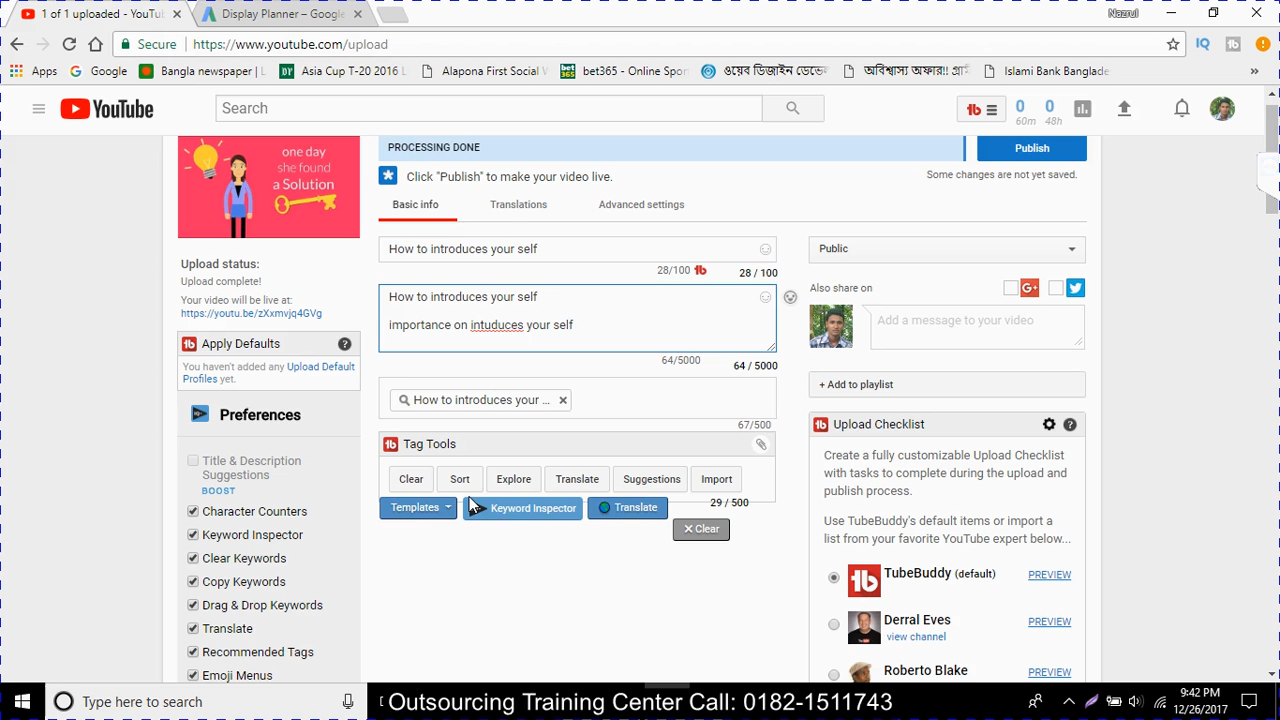 1 of 1 uploaded - YouTu
Display Planner – Google
Nazrul
Secure
https://www.youtube.com/upload
Apps
Google
Bangla newspaper | L
Asia Cup T-20 2016 L
Alapona First Social V
bet365 - Online Spor
ওয়েব ডিজাইন ডেভে
অবিশ্বাস্য অফার!! গ্রা
Islami Bank Banglade
YouTube
Search
0
60m
0
48h
one day
she found
a Solution
PROCESSING DONE
Publish
Click "Publish" to make your video live.
Some changes are not yet saved.
Basic info
Translations
Advanced settings
How to introduces your self
28/100
28 / 100
Public
Upload status:
Upload complete!
Your video will be live at:
https://youtu.be/zXxmvjq4GVg
How to introduces your self
importance on intuduces your self
64/5000
64 / 5000
Also share on
Add a message to your video
Apply Defaults
You haven't added any Upload Default
Profiles yet.
+ Add to playlist
How to introduces your ...
67/500
Preferences
Title & Description
Suggestions
BOOST
Character Counters
Keyword Inspector
Clear Keywords
Copy Keywords
Drag & Drop Keywords
Translate
Recommended Tags
Emoji Menus
Tag Tools
Clear
Sort
Explore
Translate
Suggestions
Import
Templates
Keyword Inspector
Translate
29 / 500
Clear
Upload Checklist
Create a fully customizable Upload Checklist
with tasks to complete during the upload and
publish process.
Use TubeBuddy's default items or import a
list from your favorite YouTube expert below...
TubeBuddy (default)
PREVIEW
Derral Eves
view channel
PREVIEW
Roberto Blake
PREVIEW
Type here to search
[ Outsourcing Training Center Call: 0182-1511743
9:42 PM
12/26/2017